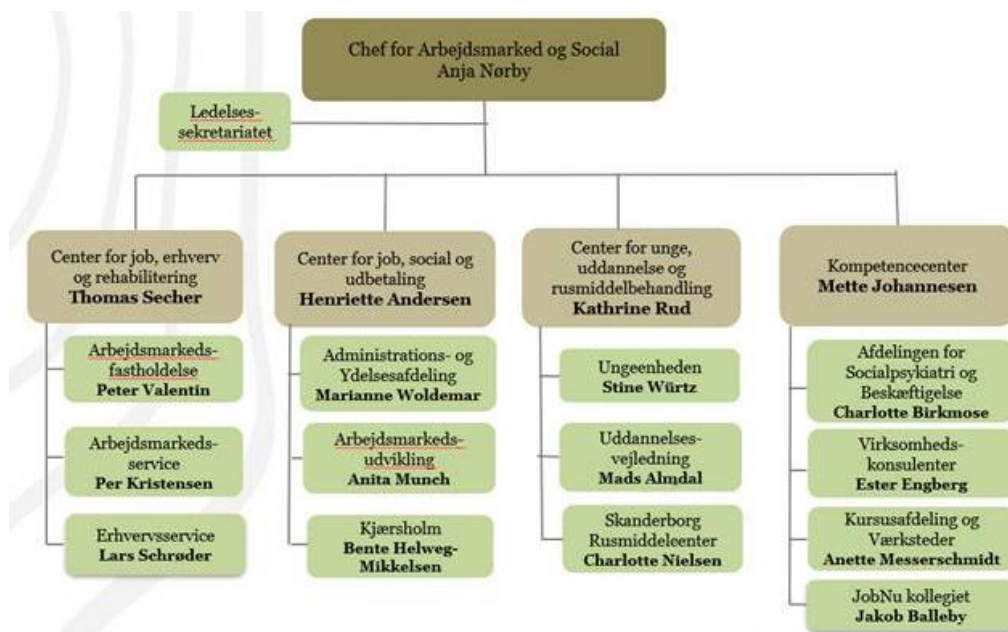 Chef for Arbejdsmarked og Social
Anja Nørby
Ledelses-
sekretariatet
Center for job, erhverv
og rehabilitering
Thomas Secher
Arbejdsmarkeds-
fastholdelse
Peter Valentin
Arbejdsmarkeds-
service
Per Kristensen
Erhvervsservice
Lars Schrøder
Center for job, social og
udbetaling
Henriette Andersen
Administrations- og
Ydelsesafdeling
Marianne Woldemar
Arbejdsmarkeds-
udvikling
Anita Munch
Kjærsholm
Bente Helweg-
Mikkelsen
Center for unge,
uddannelse og
rusmiddelbehandling
Kathrine Rud
Ungeenheden
Stine Würtz
Uddannelses-
vejledning
Mads Almdal
Skanderborg
Rusmiddelcenter
Charlotte Nielsen
Kompetencecenter
Mette Johannesen
Afdelingen for
Socialpsykiatri og
Beskæftigelse
Charlotte Birkmose
Virksomheds-
konsulenter
Ester Engberg
Kursusafdeling og
Værksteder
Anette Messerschmidt
JobNu kollegiet
Jakob Balleby